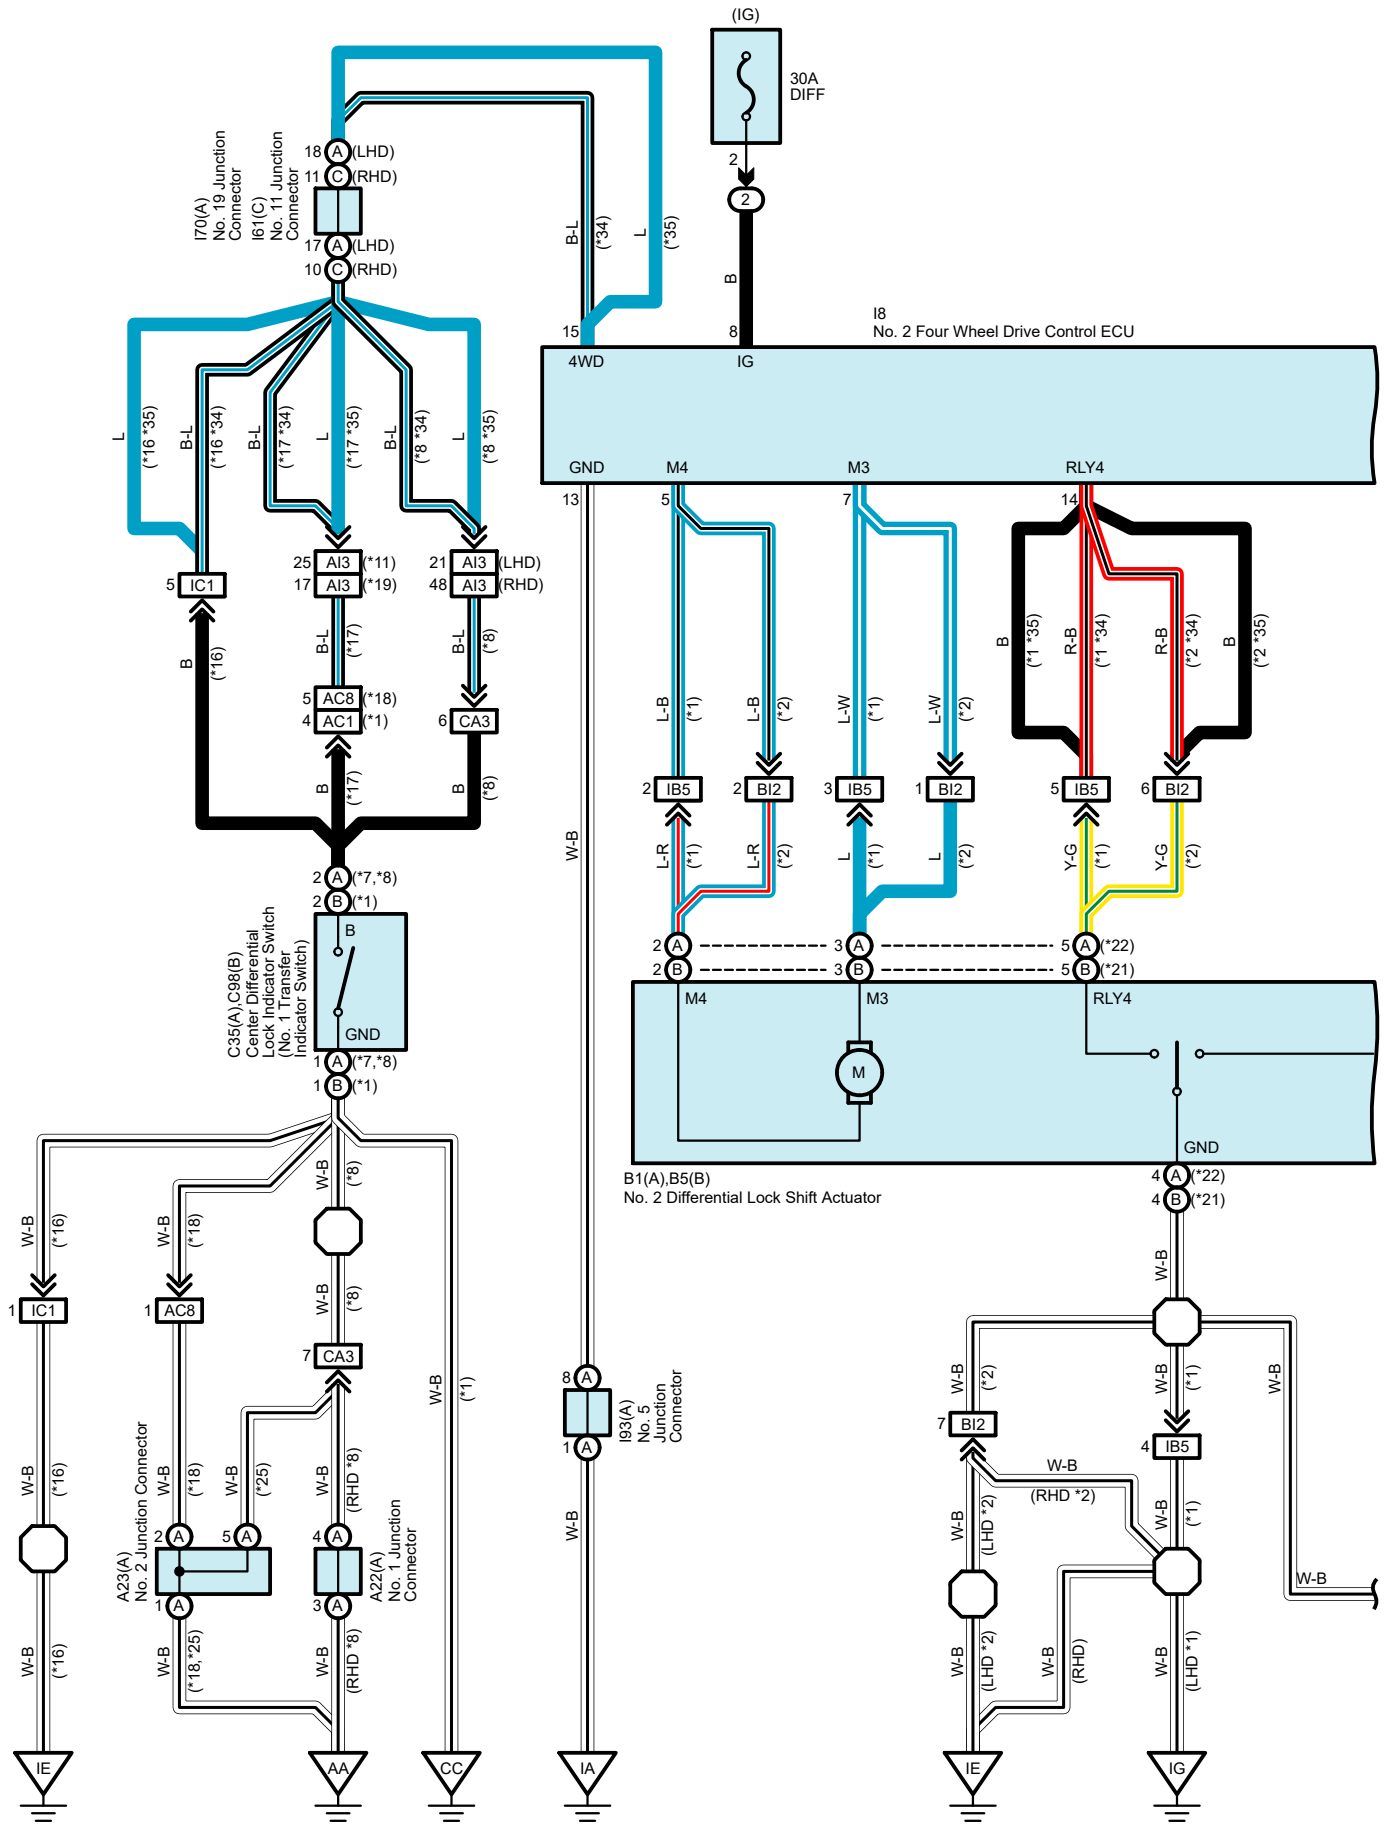 (IG)
30A
DIFF
2
2
B
18 A (LHD)
11 C (RHD)
I70(A)
No. 19 Junction
Connector
I61(C)
No. 11 Junction
Connector
17 A (LHD)
10 C (RHD)
B-L
(*34)
L
(*35)
I8
No. 2 Four Wheel Drive Control ECU
15
8
4WD
IG
L
(*16 *35)
B-L
(*16 *34)
B-L
(*17 *34)
L
(*17 *35)
B-L
(*8 *34)
L
(*8 *35)
GND
M4
M3
RLY4
13
5
7
14
25 AI3 (*11)
17 AI3 (*19)
21 AI3 (LHD)
48 AI3 (RHD)
5 IC1
B
(*16)
B-L
(*17)
B-L
(*8)
5 AC8 (*18)
4 AC1 (*1)
6 CA3
B
(*17)
B
(*8)
L-B
(*1)
L-B
(*2)
L-W
(*1)
L-W
(*2)
B
(*1 *35)
R-B
(*1 *34)
R-B
(*2 *34)
B
(*2 *35)
2 IB5
2 BI2
3 IB5
1 BI2
5 IB5
6 BI2
L-R
(*1)
L-R
(*2)
L
(*1)
L
(*2)
Y-G
(*1)
Y-G
(*2)
W-B
2 A (*7,*8)
2 B (*1)
B
GND
C35(A),C98(B)
Center Differential
Lock Indicator Switch
(No. 1 Transfer
Indicator Switch)
1 A (*7,*8)
1 B (*1)
2 A
3 A
5 A (*22)
2 B
3 B
5 B (*21)
M4
M3
RLY4
M
GND
B1(A),B5(B)
No. 2 Differential Lock Shift Actuator
4 A (*22)
4 B (*21)
W-B
W-B
(*16)
W-B
(*18)
W-B
(*8)
W-B
(*8)
1 IC1
1 AC8
7 CA3
W-B
(*1)
8 A
I93(A)
No. 5
Junction
Connector
1 A
W-B
(*2)
W-B
(*1)
W-B
7 BI2
4 IB5
W-B
(RHD *2)
W-B
(*16)
W-B
(*18)
W-B
(*25)
W-B
(RHD *8)
W-B
W-B
(LHD *2)
W-B
(*1)
A23(A)
No. 2 Junction Connector
2 A
5 A
1 A
4 A
3 A
A22(A)
No. 1 Junction
Connector
W-B
W-B
(*16)
W-B
(*18,*25)
W-B
(RHD *8)
W-B
(LHD *2)
W-B
(RHD)
W-B
(LHD *1)
IE
AA
CC
IA
IE
IG